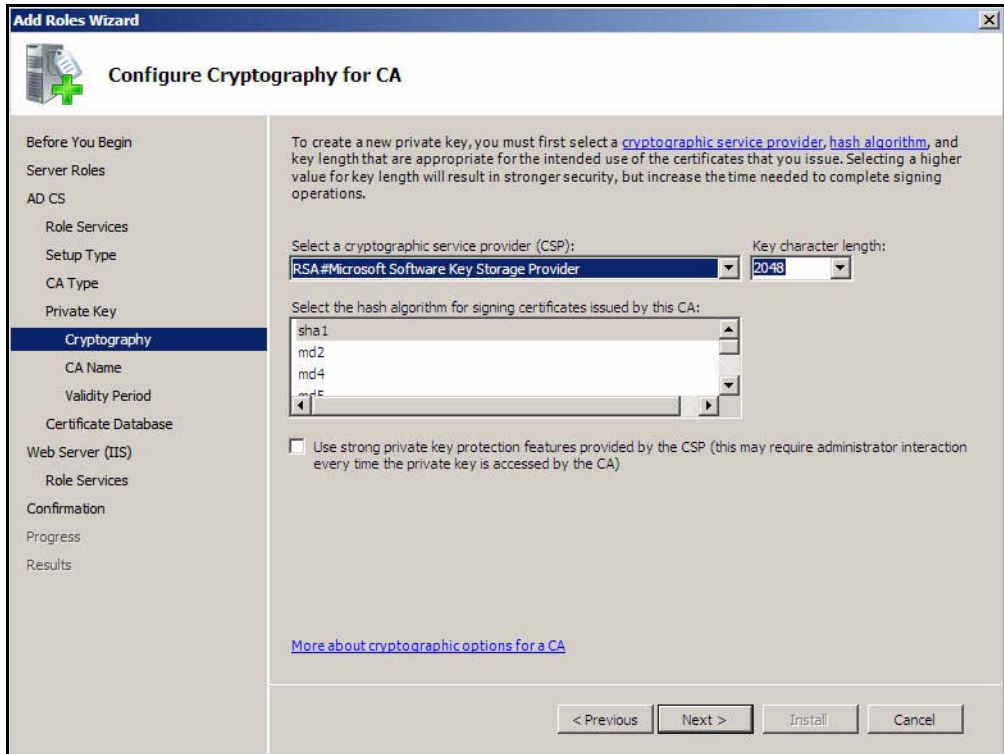 Add Roles Wizard
Configure Cryptography for CA
Before You Begin
Server Roles
AD CS
Role Services
Setup Type
CA Type
Private Key
Cryptography
CA Name
Validity Period
Certificate Database
Web Server (IIS)
Role Services
Confirmation
Progress
Results
To create a new private key, you must first select a cryptographic service provider, hash algorithm, and
key length that are appropriate for the intended use of the certificates that you issue. Selecting a higher
value for key length will result in stronger security, but increase the time needed to complete signing
operations.
Select a cryptographic service provider (CSP):
Key character length:
RSA#Microsoft Software Key Storage Provider
2048
Select the hash algorithm for signing certificates issued by this CA:
sha1
md2
md4
md5
Use strong private key protection features provided by the CSP (this may require administrator interaction
every time the private key is accessed by the CA)
More about cryptographic options for a CA
< Previous
Next >
Install
Cancel